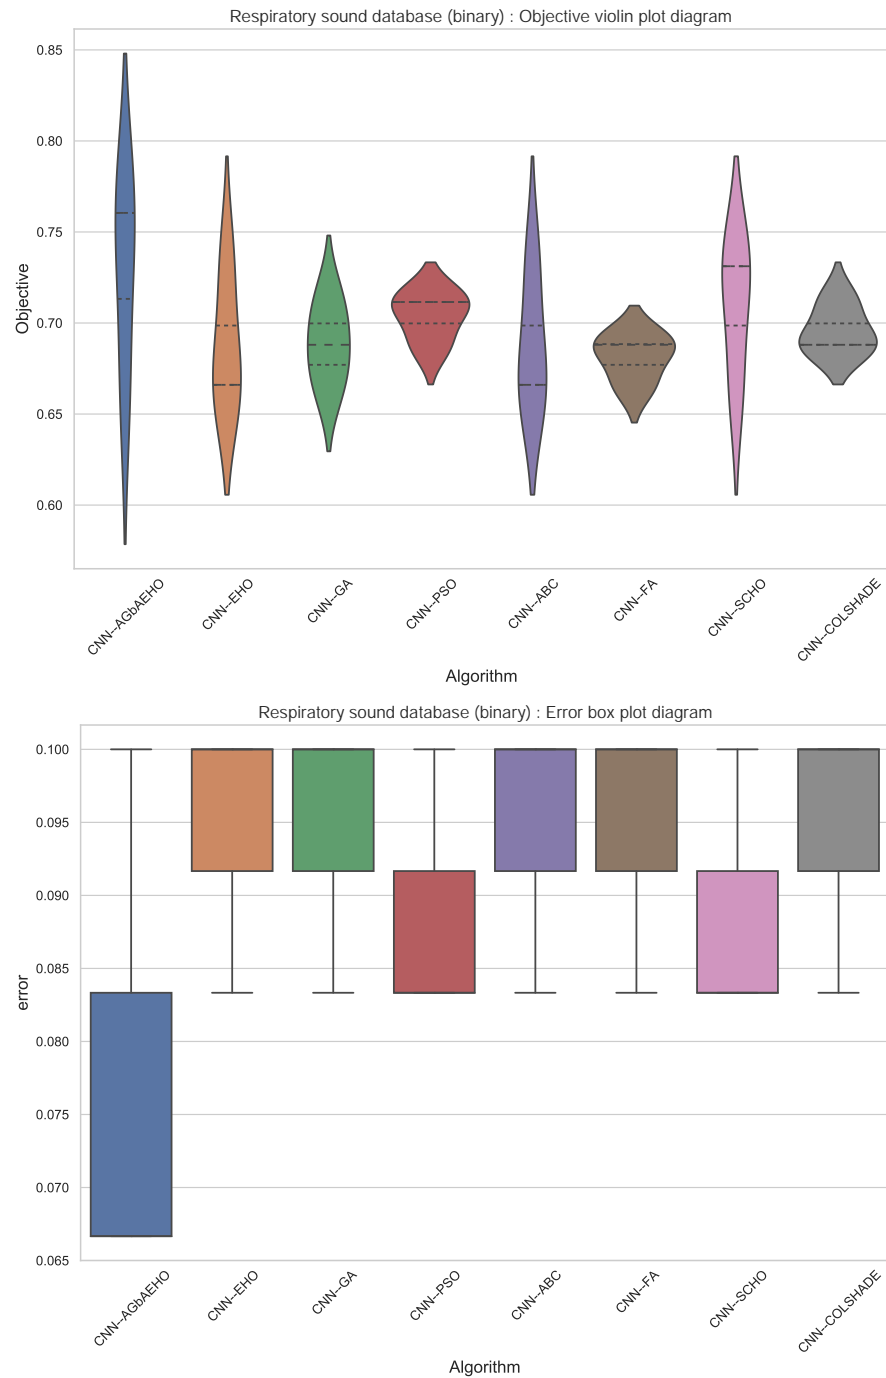 Respiratory sound database (binary) : Objective violin plot diagram
0.85
0.80
0.75
0.70
0.65
0.60
Objective
CNN--AGbAEHO
CNN--EHO
CNN--GA
CNN--PSO
CNN--ABC
CNN--FA
CNN--SCHO
CNN--COLSHADE
Algorithm
Respiratory sound database (binary) : Error box plot diagram
0.100
0.095
0.090
0.085
0.080
0.075
0.070
0.065
error
CNN--AGbAEHO
CNN--EHO
CNN--GA
CNN--PSO
CNN--ABC
CNN--FA
CNN--SCHO
CNN--COLSHADE
Algorithm